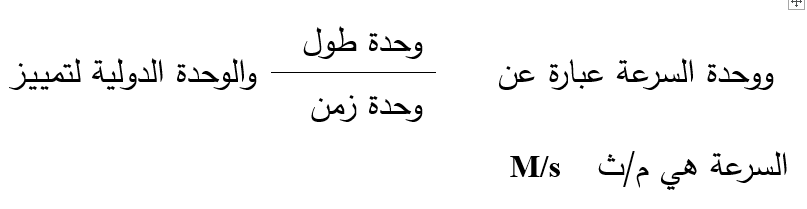 وحدة طول
ووحدة السرعة عبارة عن والوحدة الدولية لتمييز
وحدة زمن
السرعة هي م/ث M/s